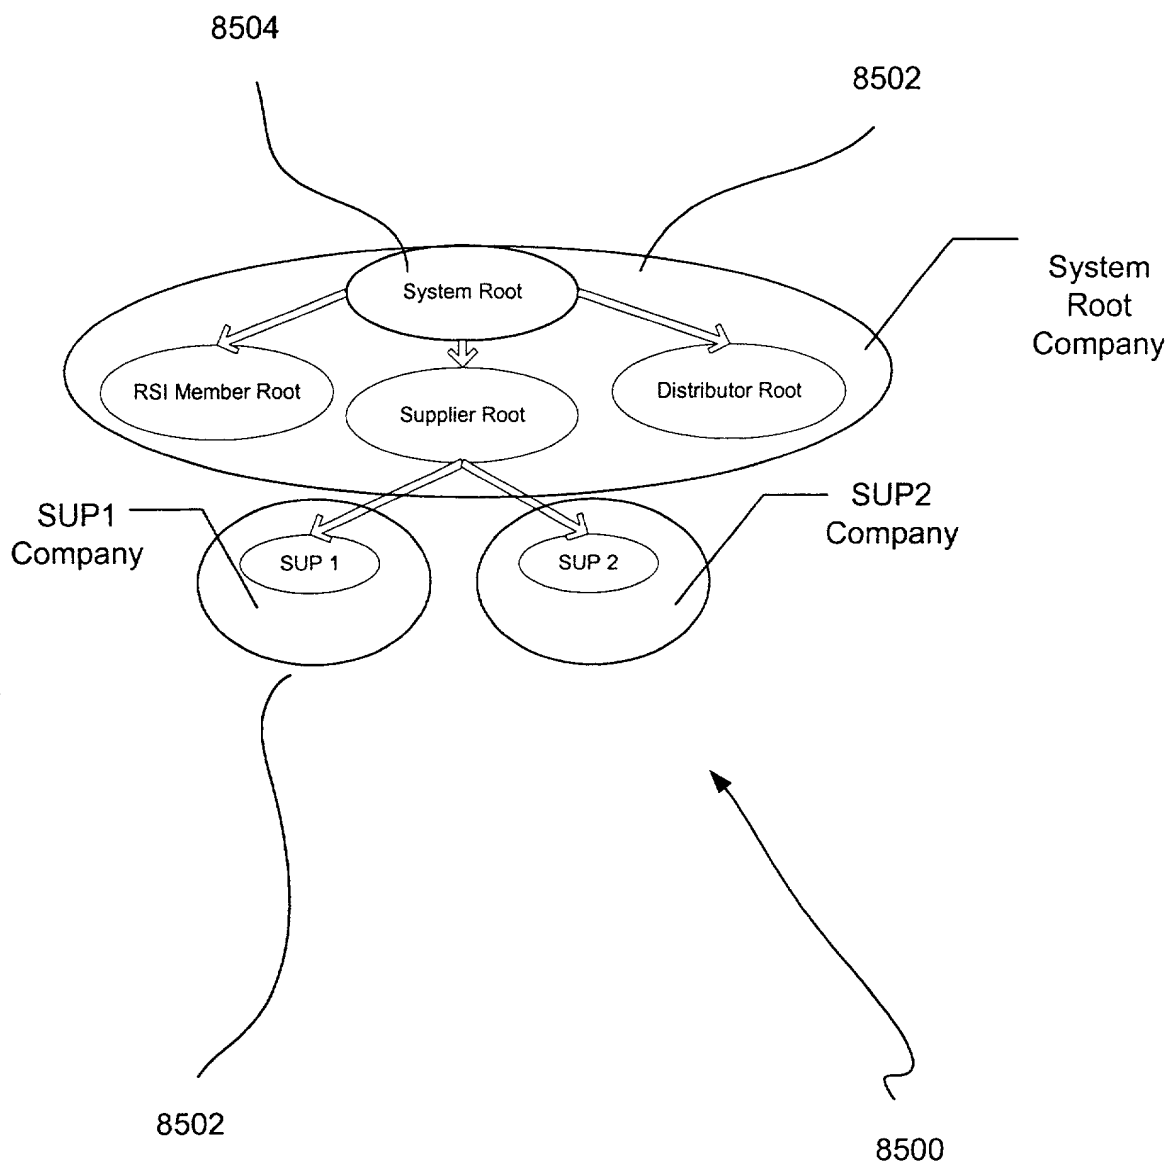 8504
8502
System Root
System
Root
Company
RSI Member Root
Supplier Root
Distributor Root
SUP1
Company
SUP2
Company
SUP 1
SUP 2
8502
8500